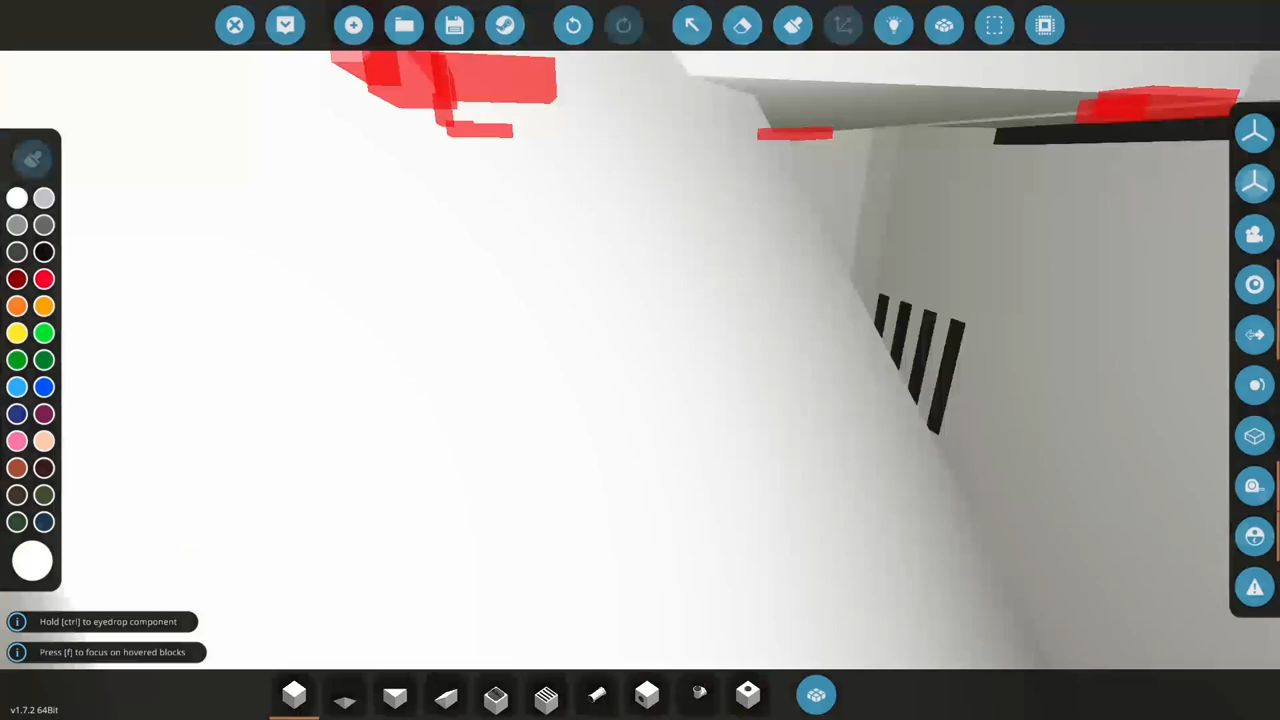 Hold [ctrl] to eyedrop component
Press [f] to focus on hovered blocks
v1.7.2 64Bit